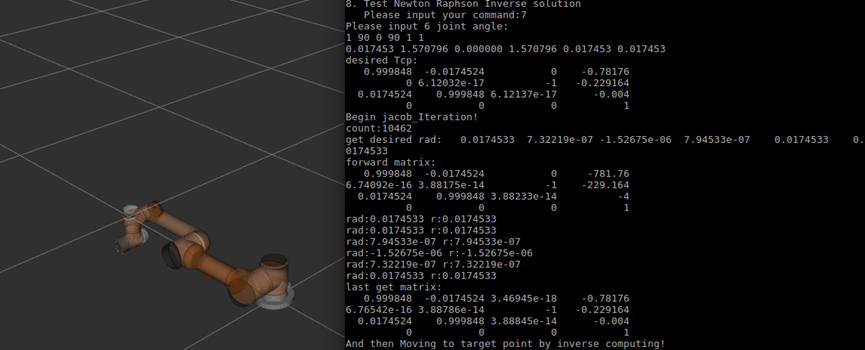 8. Test Newton Raphson Inverse solution
Please input your command:7
Please input 6 joint angle:
1 90 0 90 1 1
0.017453 1.570796 0.000000 1.570796 0.017453 0.017453
desired Tcp:
0.999848 -0.0174524 0 -0.78176
0 6.12032e-17 -1 -0.229164
0.0174524 0.999848 6.12137e-17 -0.004
0 0 0 1
Begin jacob_Iteration!
count:10462
get desired rad: 0.0174533 7.32219e-07 -1.52675e-06 7.94533e-07 0.0174533 0.
0174533
forward matrix:
0.999848 -0.0174524 0 -781.76
6.74092e-16 3.88175e-14 -1 -229.164
0.0174524 0.999848 3.88233e-14 -4
0 0 0 1
rad:0.0174533 r:0.0174533
rad:0.0174533 r:0.0174533
rad:7.94533e-07 r:7.94533e-07
rad:-1.52675e-06 r:-1.52675e-06
rad:7.32219e-07 r:7.32219e-07
rad:0.0174533 r:0.0174533
last get matrix:
0.999848 -0.0174524 3.46945e-18 -0.78176
6.76542e-16 3.88786e-14 -1 -0.229164
0.0174524 0.999848 3.88845e-14 -0.004
0 0 0 1
And then Moving to target point by inverse computing!